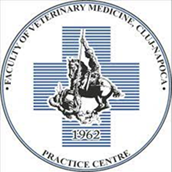 • FACULTY OF VETERINARY MEDICINE, CLUJ-NAPOCA •
1962
PRACTICE CENTRE